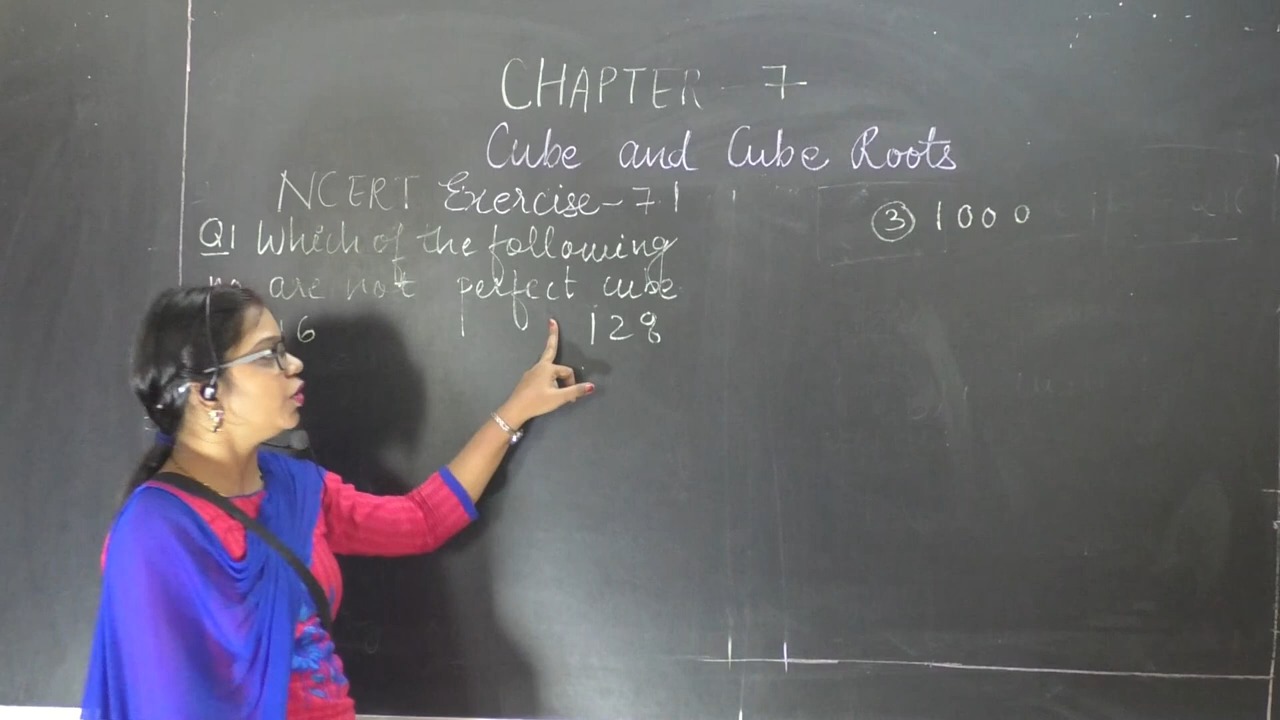 CHAPTER - 7
Cube and Cube Roots
NCERT Exercise-7.1
Q1 Which of the following
are not perfect cube
128
③ 1000